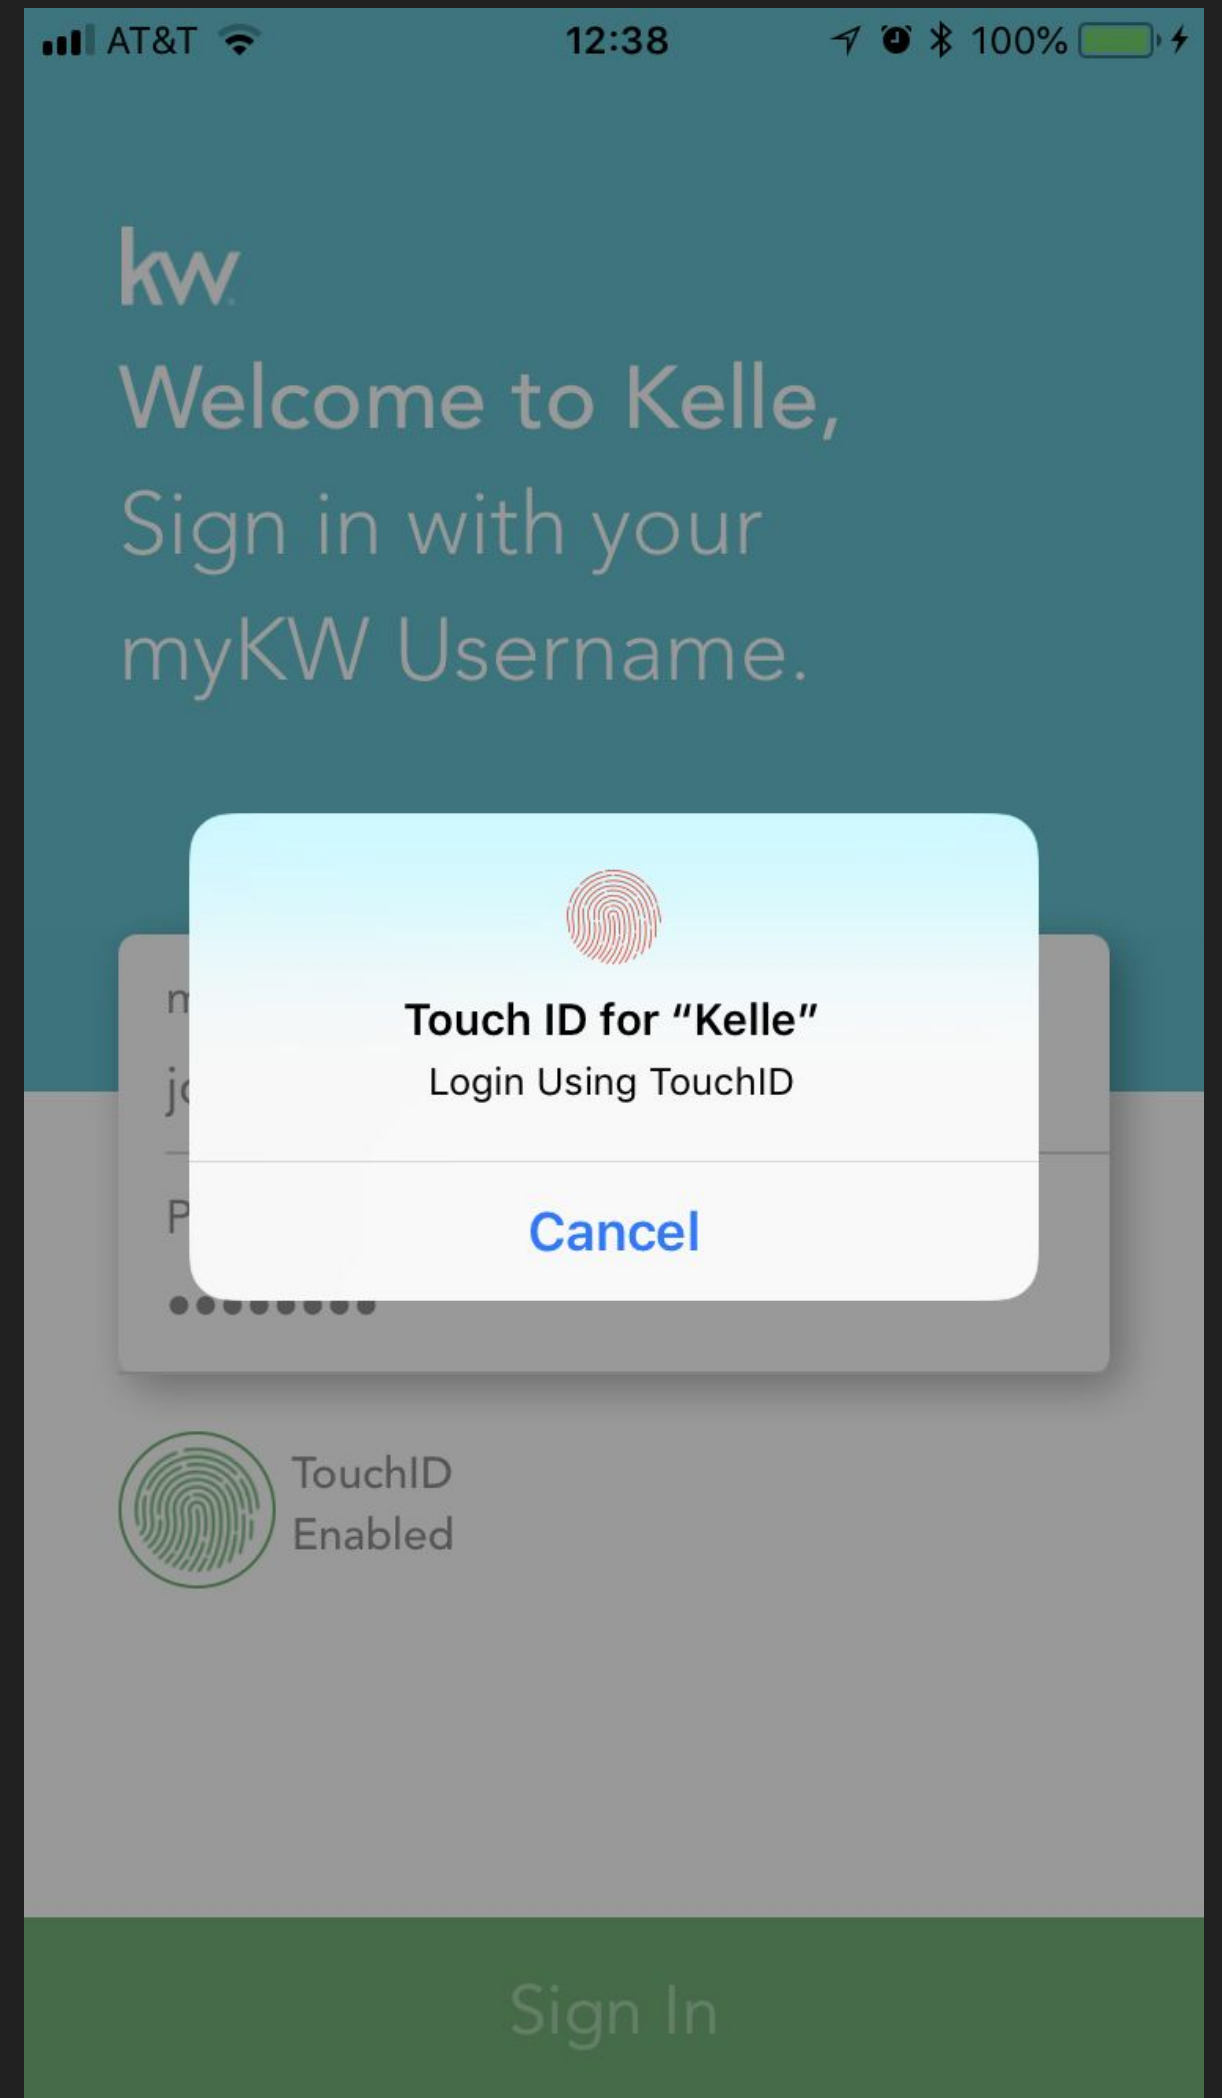 AT&T 12:38 100%
kw
Welcome to Kelle,
Sign in with your
myKW Username.
Touch ID for “Kelle”
Login Using TouchID
Cancel
TouchID
Enabled
Sign In